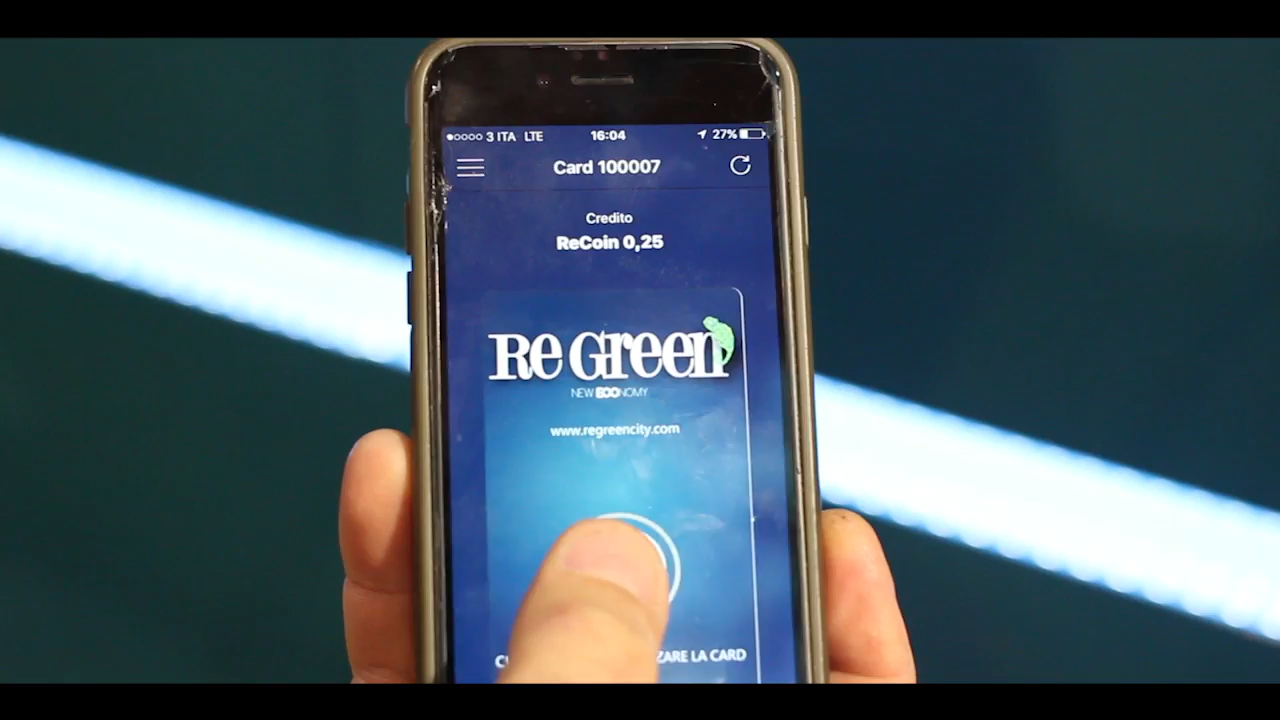 3 ITA LTE 16:04 27%
Card 100007
Credito
ReCoin 0,25
Re Green
NEW ECONOMY
www.regreencity.com
LA CARD